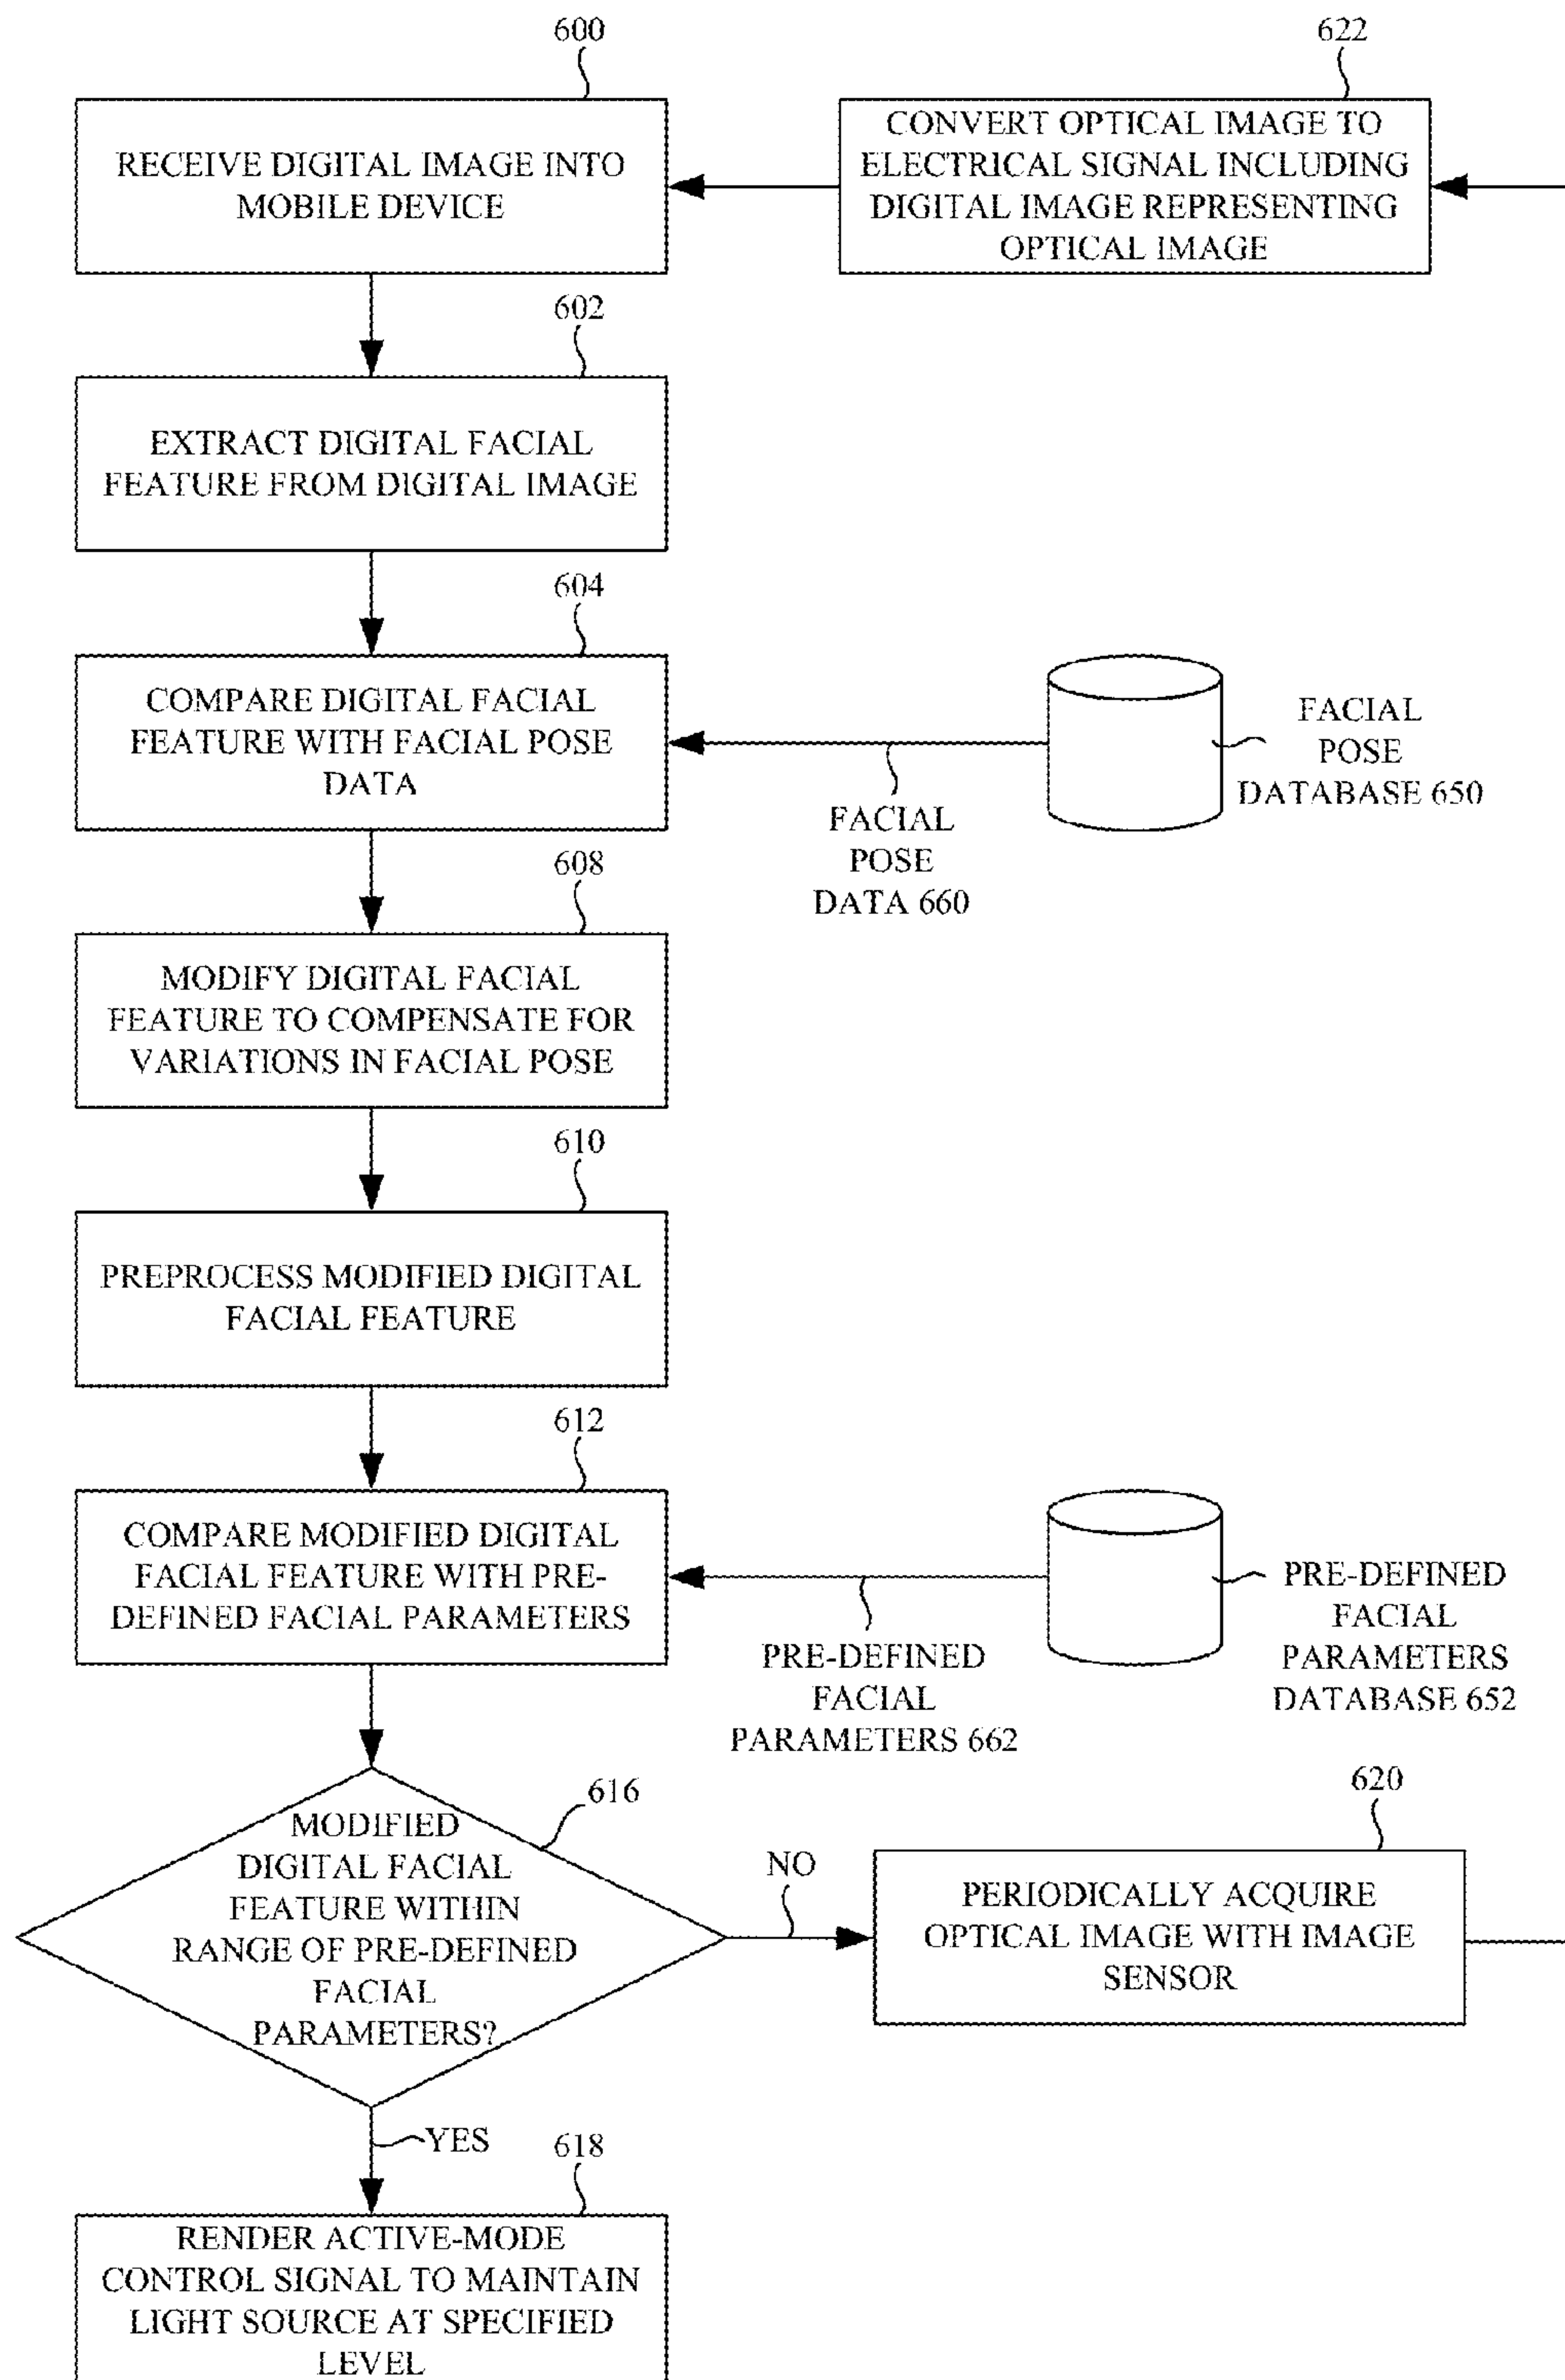 600
622
RECEIVE DIGITAL IMAGE INTO
MOBILE DEVICE
CONVERT OPTICAL IMAGE TO
ELECTRICAL SIGNAL INCLUDING
DIGITAL IMAGE REPRESENTING
OPTICAL IMAGE
602
EXTRACT DIGITAL FACIAL
FEATURE FROM DIGITAL IMAGE
604
COMPARE DIGITAL FACIAL
FEATURE WITH FACIAL POSE
DATA
FACIAL
POSE
DATABASE 650
FACIAL
POSE
DATA 660
608
MODIFY DIGITAL FACIAL
FEATURE TO COMPENSATE FOR
VARIATIONS IN FACIAL POSE
610
PREPROCESS MODIFIED DIGITAL
FACIAL FEATURE
612
COMPARE MODIFIED DIGITAL
FACIAL FEATURE WITH PRE-
DEFINED FACIAL PARAMETERS
PRE-DEFINED
FACIAL
PARAMETERS
DATABASE 652
PRE-DEFINED
FACIAL
PARAMETERS 662
616
MODIFIED
DIGITAL FACIAL
FEATURE WITHIN
RANGE OF PRE-DEFINED
FACIAL
PARAMETERS?
NO
620
PERIODICALLY ACQUIRE
OPTICAL IMAGE WITH IMAGE
SENSOR
YES
618
RENDER ACTIVE-MODE
CONTROL SIGNAL TO MAINTAIN
LIGHT SOURCE AT SPECIFIED
LEVEL